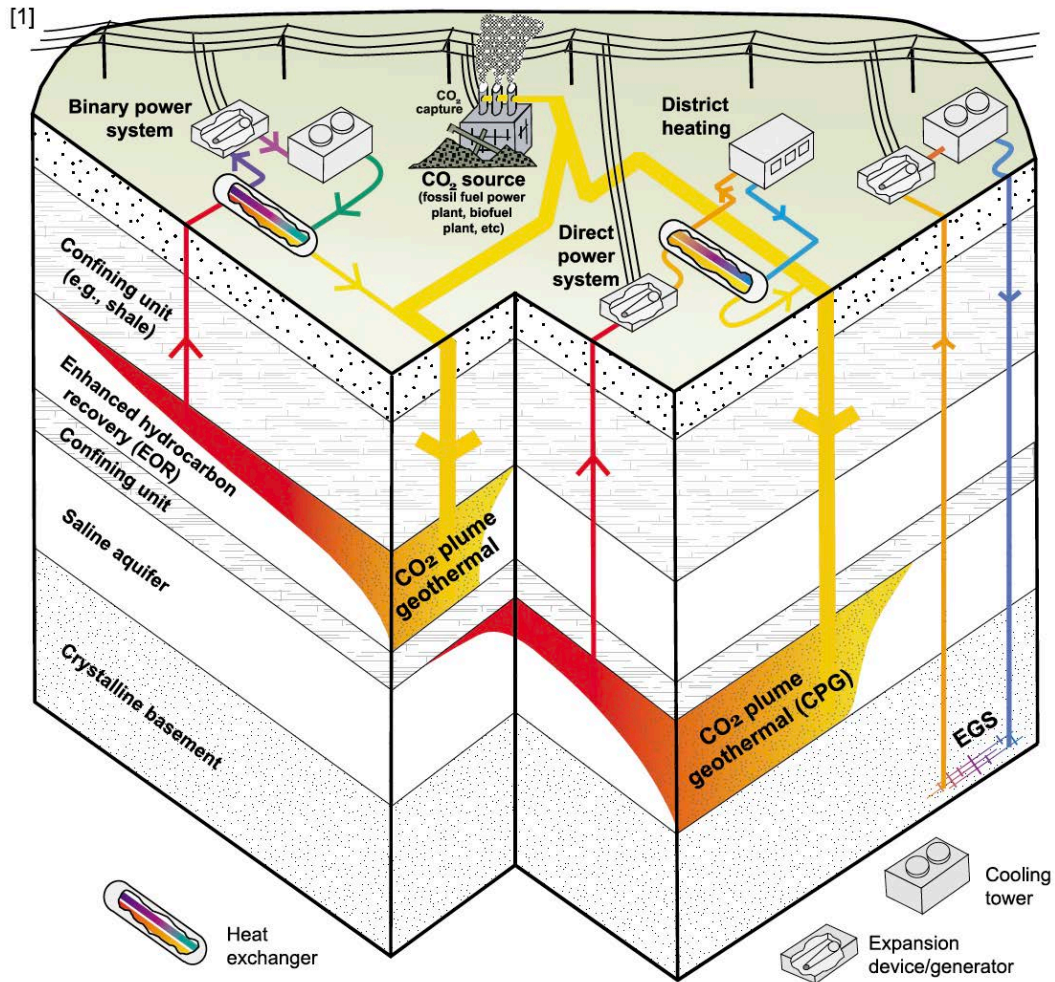 [1]
Binary power
system
CO₂
capture
CO₂ source
(fossil fuel power
plant, biofuel
plant, etc)
District
heating
Direct
power
system
Confining unit
(e.g., shale)
Enhanced hydrocarbon
recovery (EOR)
Confining unit
Saline aquifer
Crystalline basement
CO₂ plume
geothermal
CO₂ plume
geothermal (CPG)
EGS
Heat
exchanger
Cooling
tower
Expansion
device/generator